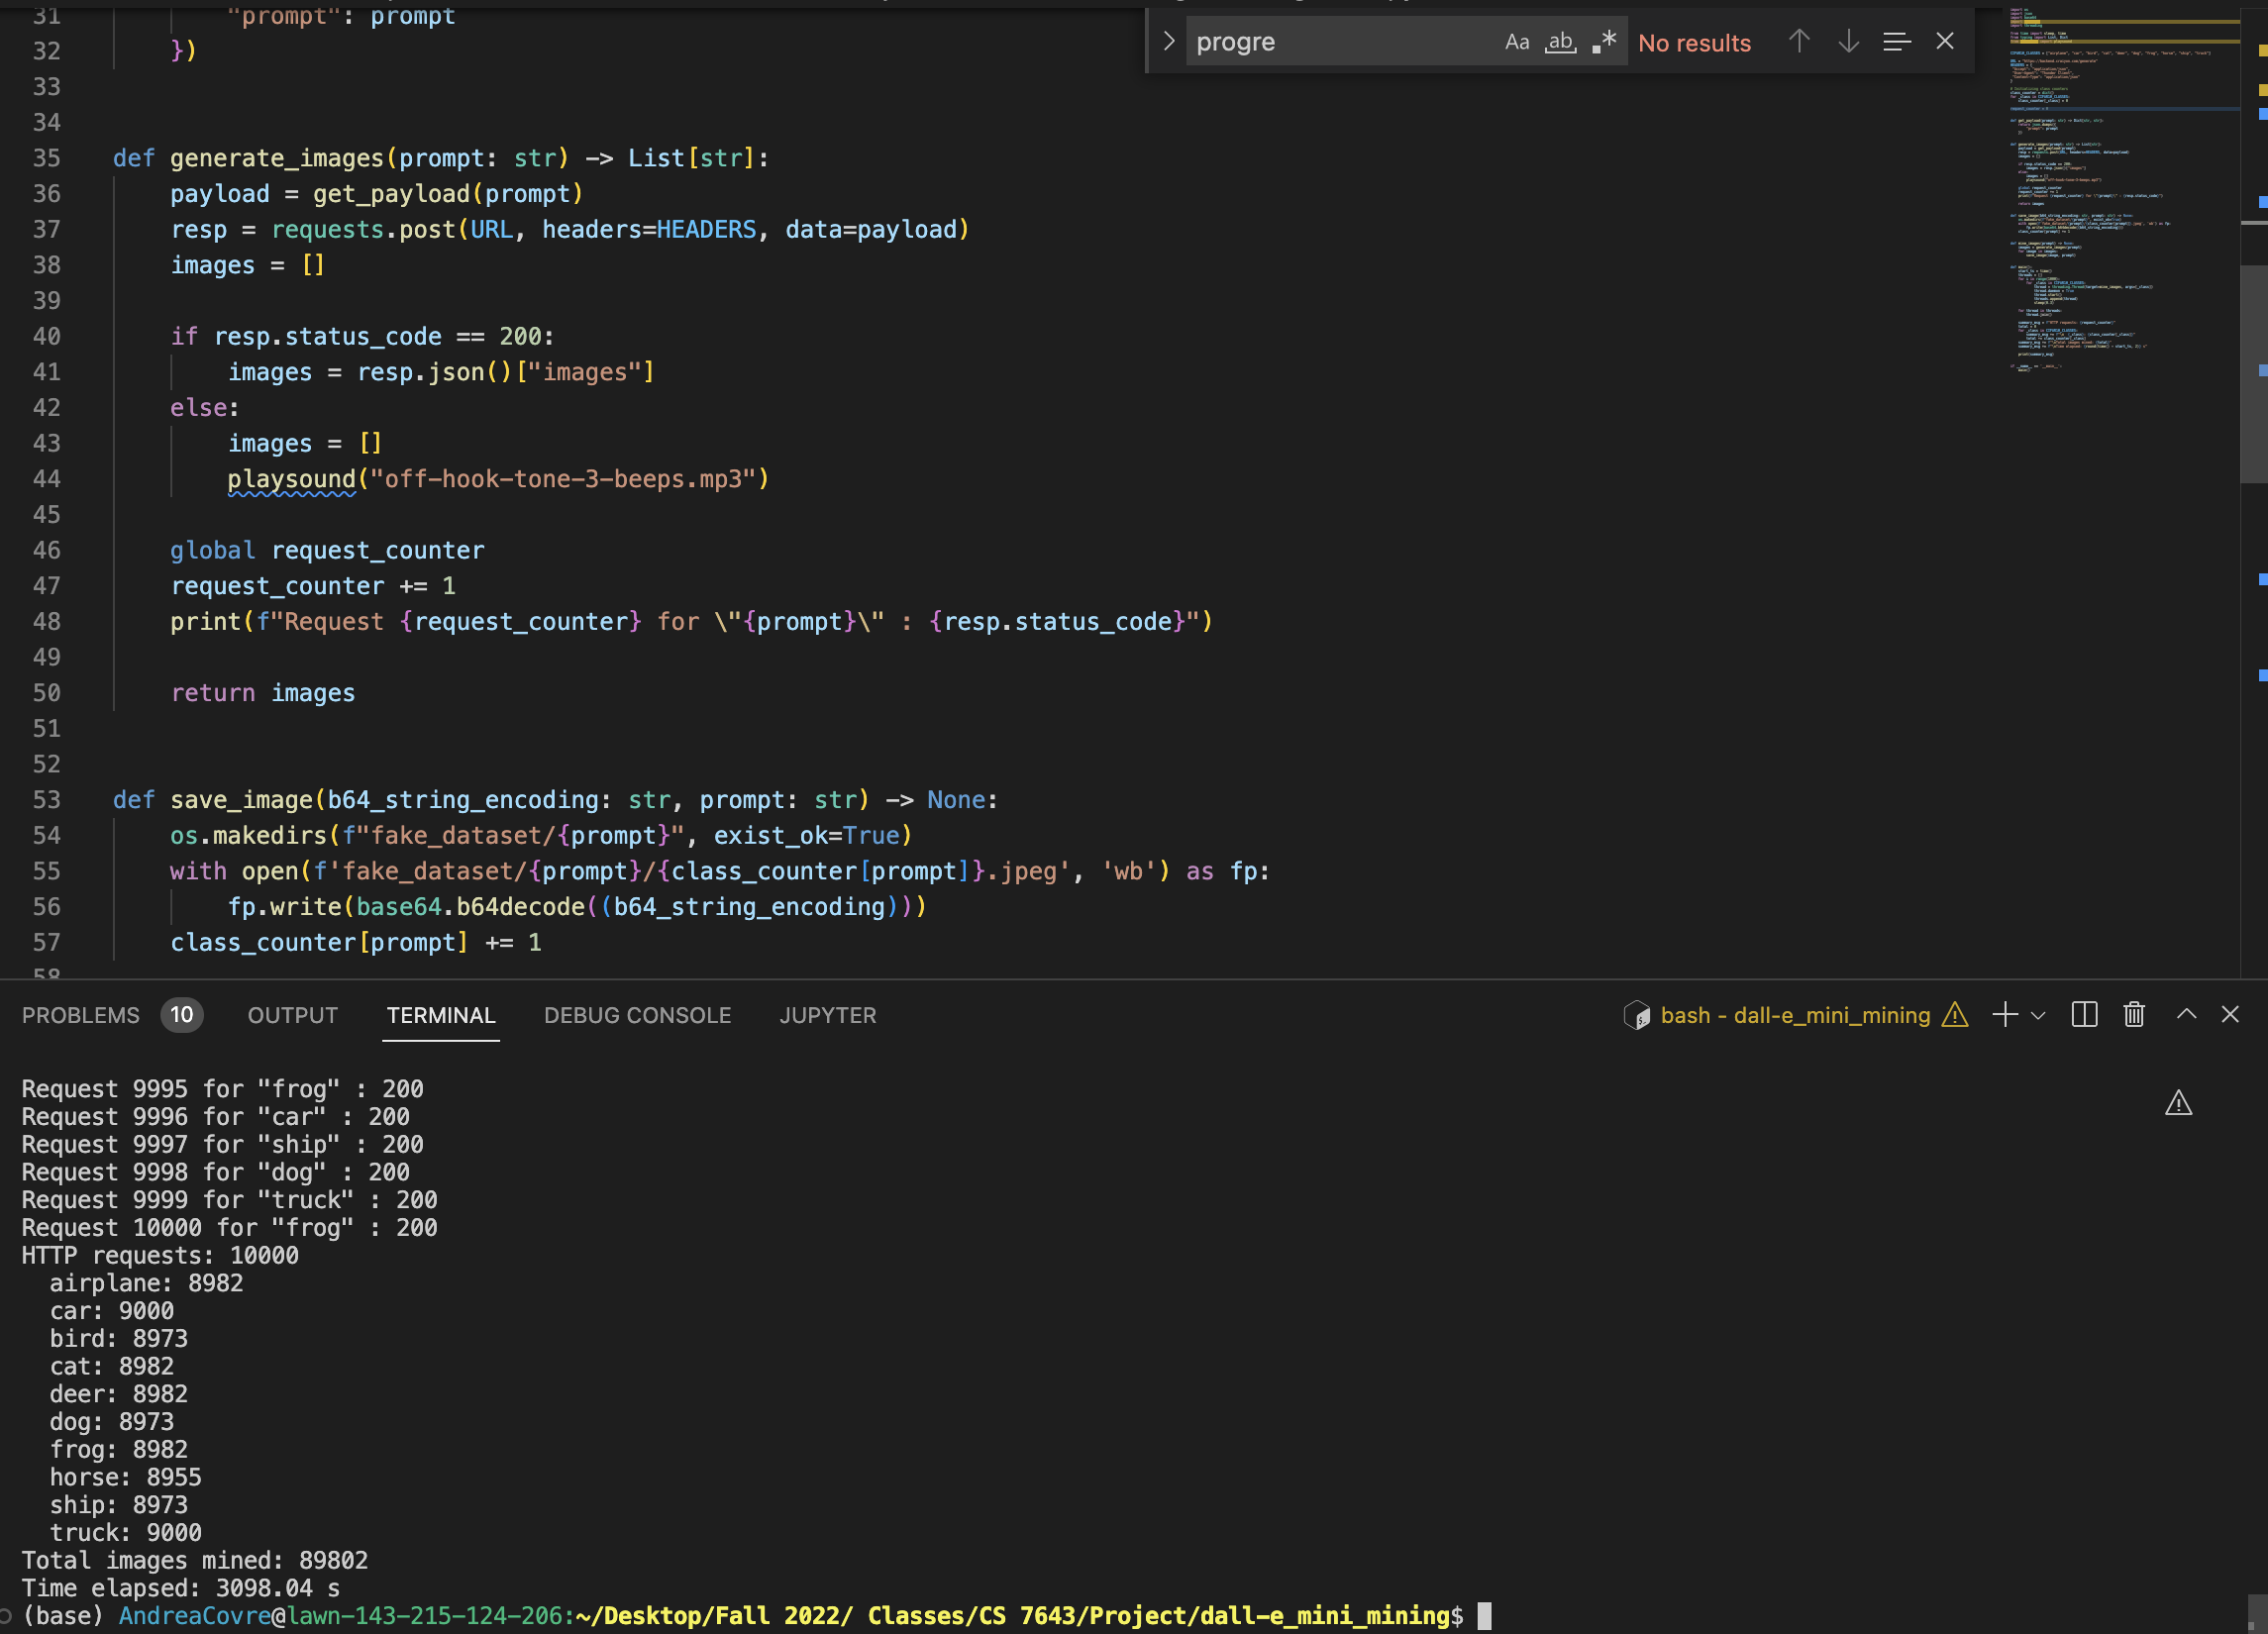 31 "prompt": prompt
progre Aa ab .* No results
32 })
33
34
35 def generate_images(prompt: str) -> List[str]:
36 payload = get_payload(prompt)
37 resp = requests.post(URL, headers=HEADERS, data=payload)
38 images = []
39
40 if resp.status_code == 200:
41 images = resp.json()["images"]
42 else:
43 images = []
44 playsound("off-hook-tone-3-beeps.mp3")
45
46 global request_counter
47 request_counter += 1
48 print(f"Request {request_counter} for \"{prompt}\" : {resp.status_code}")
49
50 return images
51
52
53 def save_image(b64_string_encoding: str, prompt: str) -> None:
54 os.makedirs(f"fake_dataset/{prompt}", exist_ok=True)
55 with open(f'fake_dataset/{prompt}/{class_counter[prompt]}.jpeg', 'wb') as fp:
56 fp.write(base64.b64decode((b64_string_encoding)))
57 class_counter[prompt] += 1
58
PROBLEMS 10 OUTPUT TERMINAL DEBUG CONSOLE JUPYTER bash - dall-e_mini_mining
Request 9995 for "frog" : 200
Request 9996 for "car" : 200
Request 9997 for "ship" : 200
Request 9998 for "dog" : 200
Request 9999 for "truck" : 200
Request 10000 for "frog" : 200
HTTP requests: 10000
airplane: 8982
car: 9000
bird: 8973
cat: 8982
deer: 8982
dog: 8973
frog: 8982
horse: 8955
ship: 8973
truck: 9000
Total images mined: 89802
Time elapsed: 3098.04 s
(base) AndreaCovre@lawn-143-215-124-206:~/Desktop/Fall 2022/ Classes/CS 7643/Project/dall-e_mini_mining$